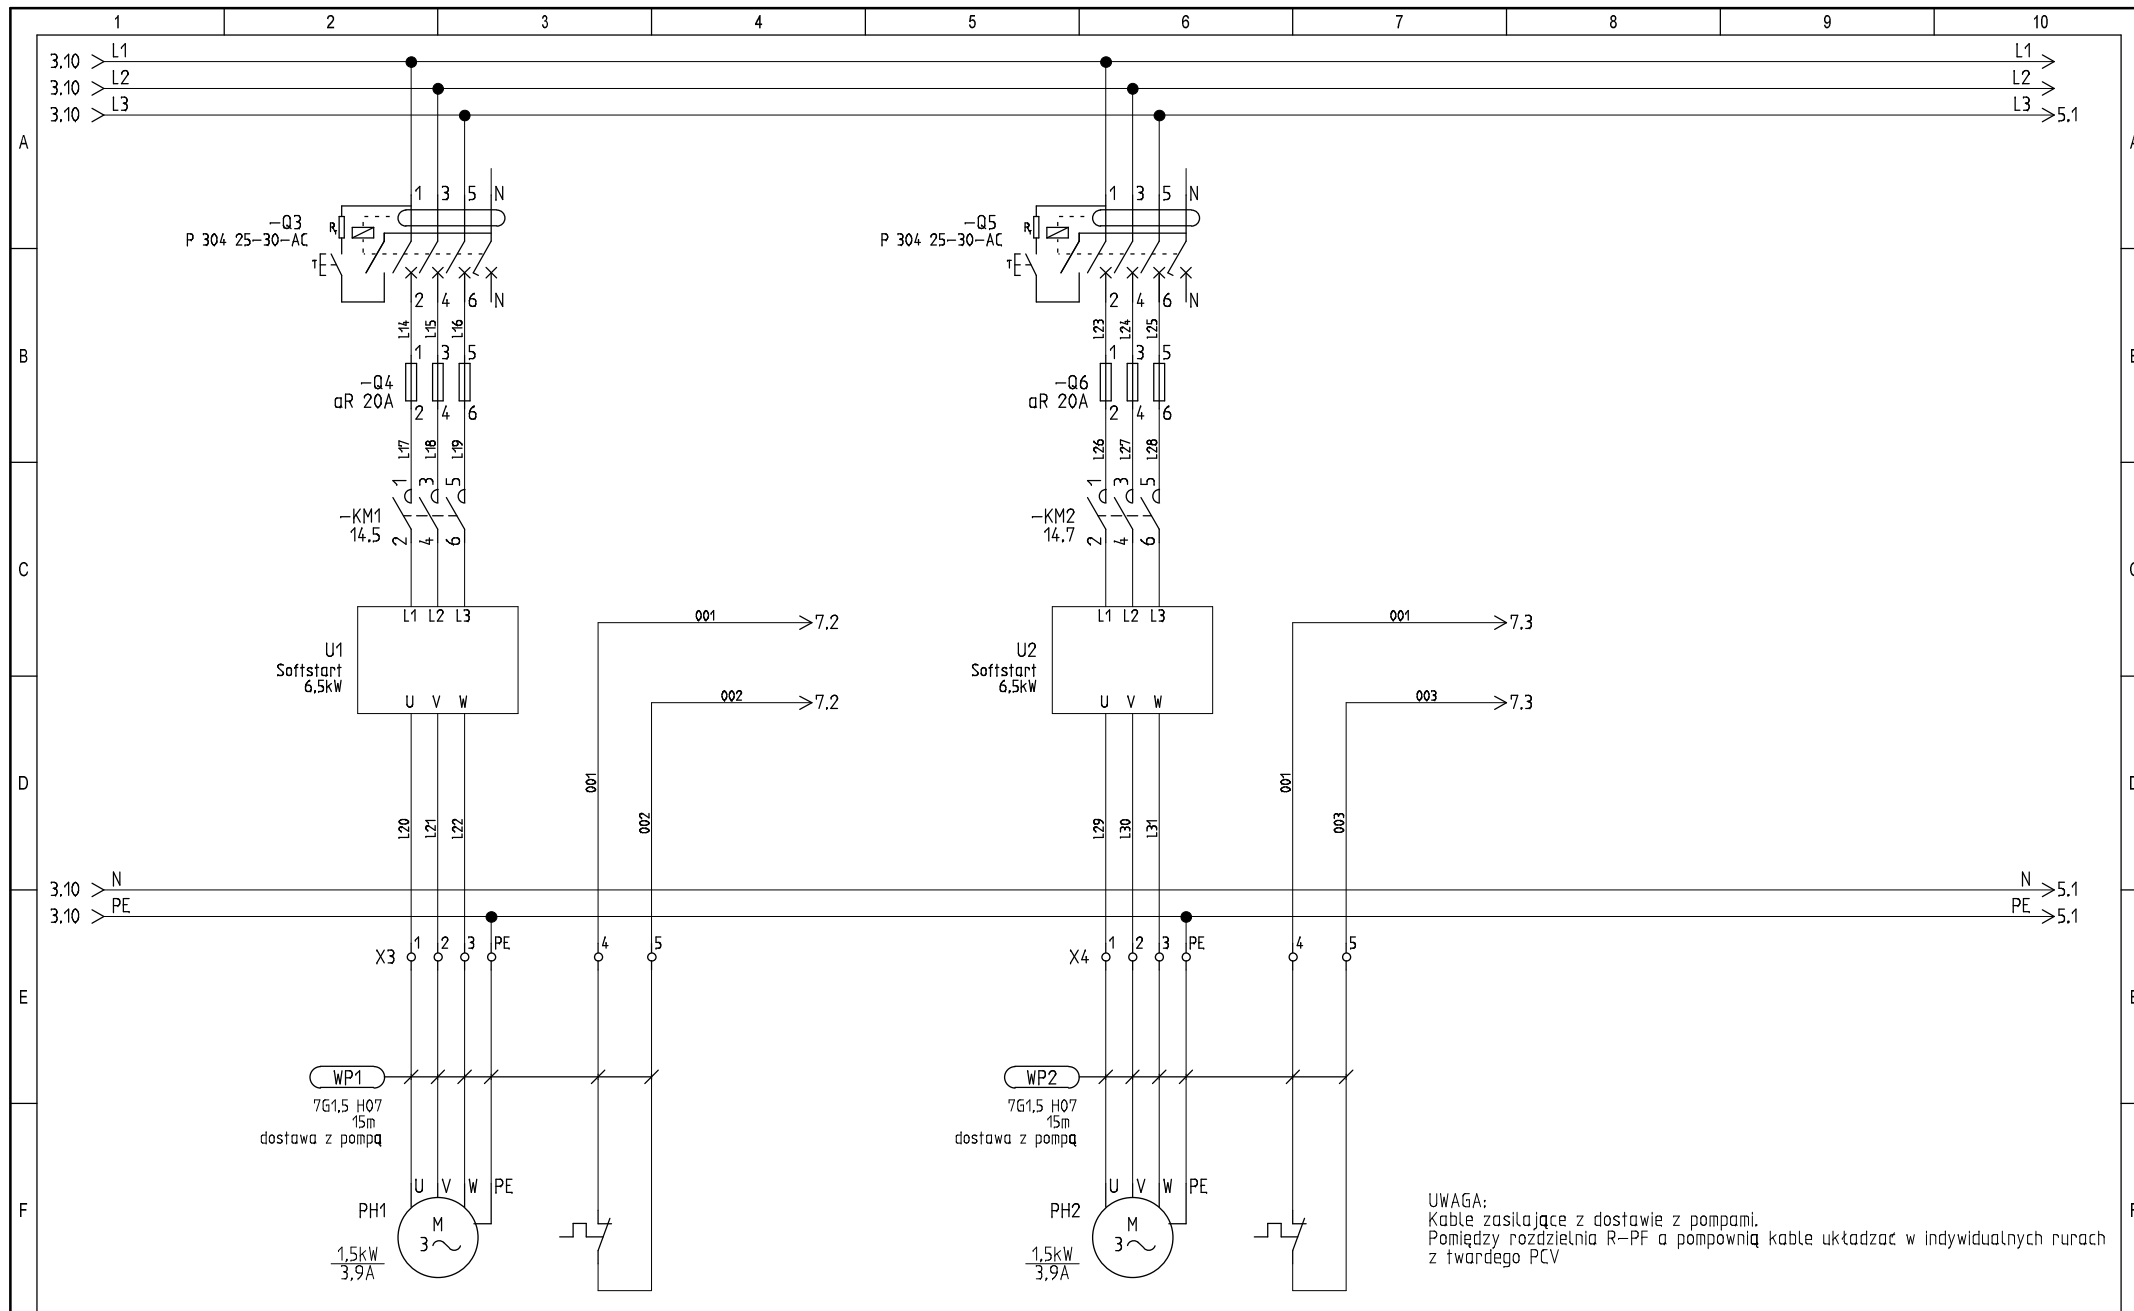 1 2 3 4 5 6 7 8 9 10
3.10 L1 L1
3.10 L2 L2
3.10 L3 L3 5.1
A A
1 3 5 N 1 3 5 N
-Q3 R -Q5 R
P 304 25-30-AC P 304 25-30-AC
T T
2 4 6 N 2 4 6 N
L14 L15 L16 L23 L24 L25
B
1 3 5 1 3 5
-Q4 -Q6
aR 20A aR 20A
2 4 6 2 4 6
L17 L18 L19 L26 L27 L28
1 3 5 1 3 5
-KM1 -KM2
14.5 14.7
2 4 6 2 4 6
C
L1 L2 L3 001 7.2 L1 L2 L3 001 7.3
U1 U2
Softstart Softstart
6,5kW 6,5kW
U V W 002 7.2 U V W 003 7.3
D
001 001
L20 L21 L22 002 L29 L30 L31 003
3.10 N N 5.1
3.10 PE PE 5.1
X3 1 2 3 PE 4 5 X4 1 2 3 PE 4 5
E
WP1 WP2
7G1,5 H07 7G1,5 H07
15m 15m
dostawa z pompą dostawa z pompą
U V W PE U V W PE
F
PH1 M PH2 M
3 3
1,5kW 1,5kW
3,9A 3,9A
UWAGA:
Kable zasilające z dostawie z pompami.
Pomiędzy rozdzielnia R-PF a pompownią kable układzać w indywidualnych rurach
z twardego PCV